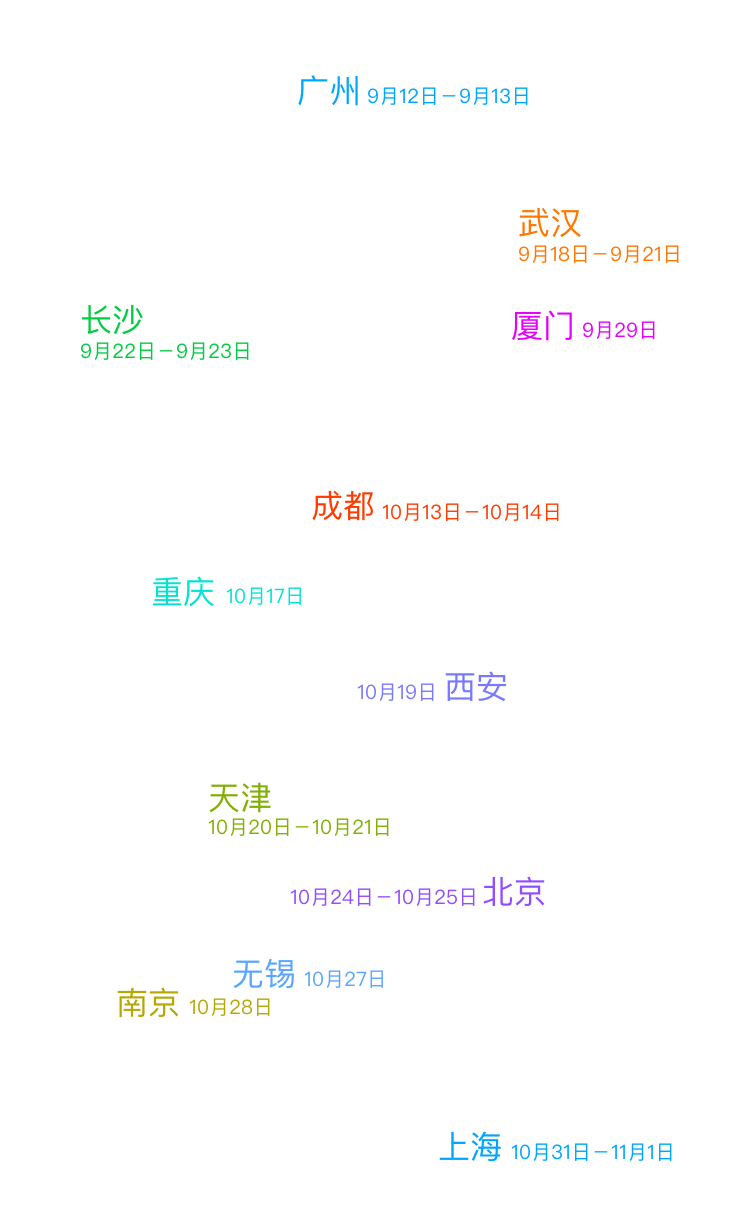 广州 9月12日－9月13日
武汉
9月18日－9月21日
长沙
9月22日－9月23日
厦门 9月29日
成都 10月13日－10月14日
重庆 10月17日
10月19日 西安
天津
10月20日－10月21日
10月24日－10月25日 北京
无锡 10月27日
南京 10月28日
上海 10月31日－11月1日